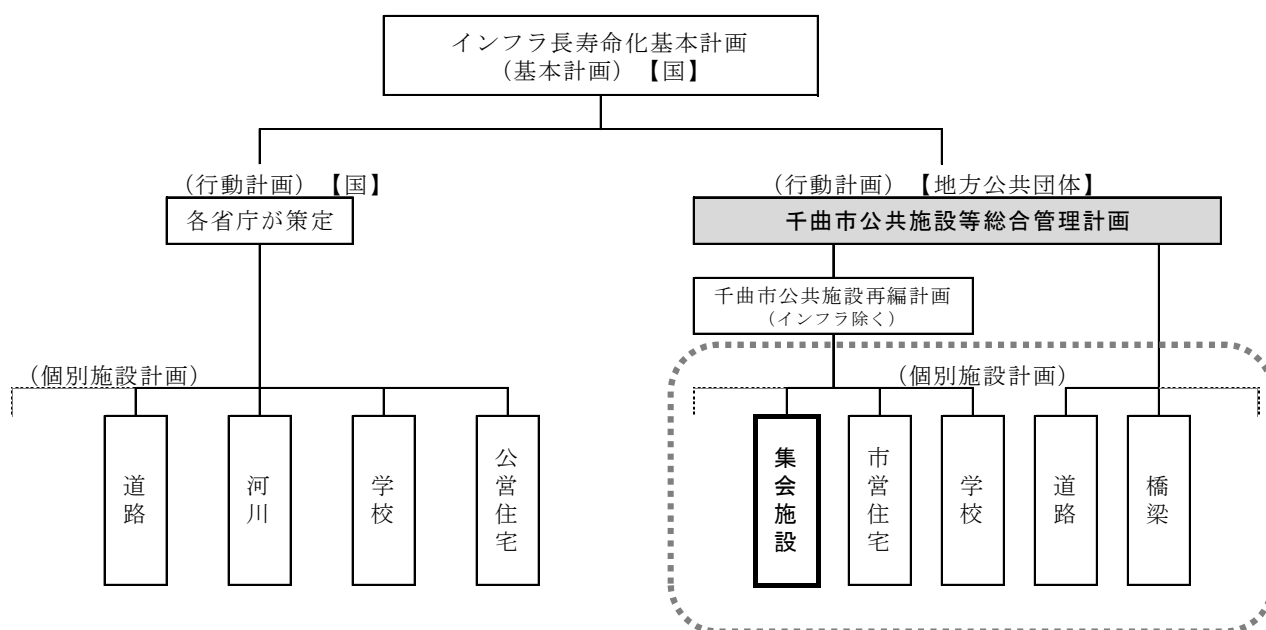 インフラ長寿命化基本計画
（基本計画）【国】
（行動計画）【国】
各省庁が策定
（行動計画）【地方公共団体】
千曲市公共施設等総合管理計画
千曲市公共施設再編計画
（インフラ除く）
（個別施設計画）
道路
河川
学校
公営住宅
（個別施設計画）
集会施設
市営住宅
学校
道路
橋梁